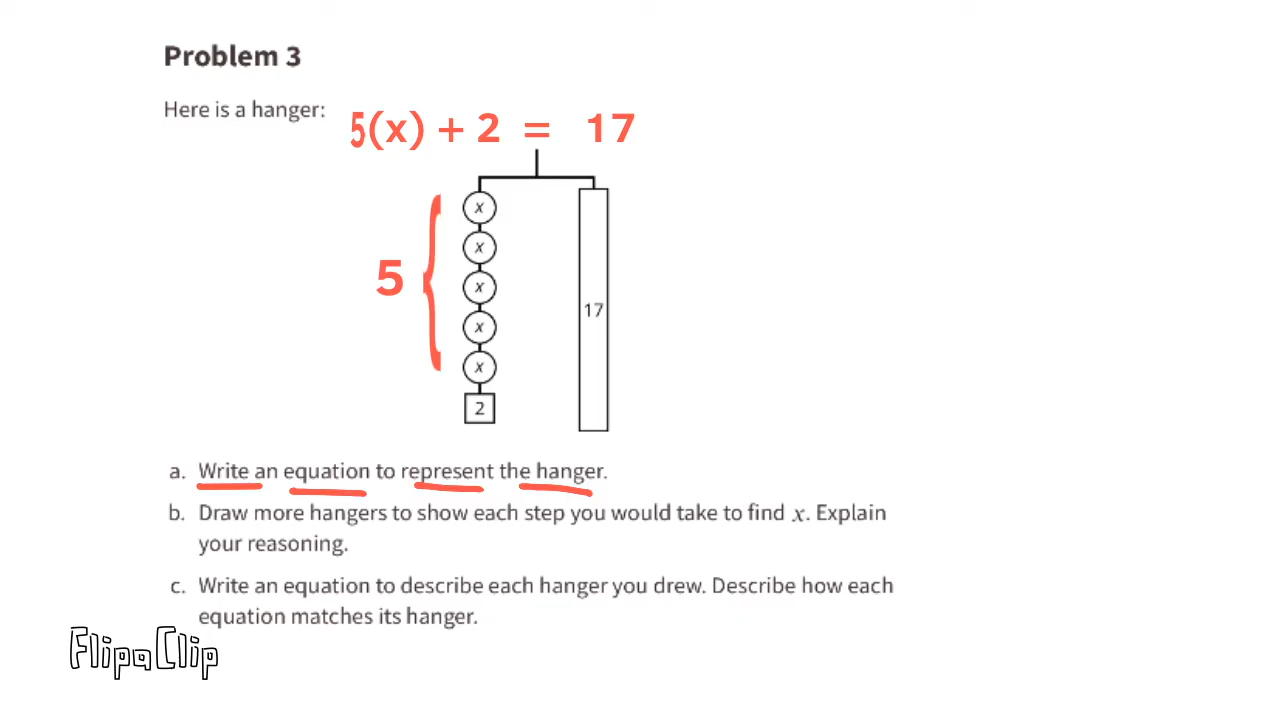 Problem 3
Here is a hanger:
5(x) + 2 = 17
x
x
5
x
17
x
x
2
a. Write an equation to represent the hanger.
b. Draw more hangers to show each step you would take to find x. Explain
your reasoning.
c. Write an equation to describe each hanger you drew. Describe how each
equation matches its hanger.
FlipaClip